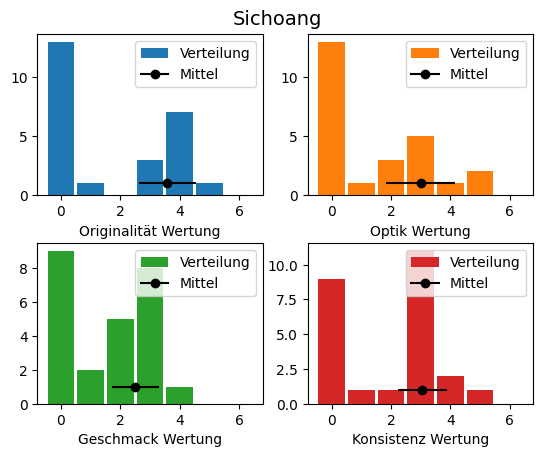 Sichoang
10
5
0
0 2 4 6
Verteilung
Mittel
Originalität Wertung
10
5
0
0 2 4 6
Verteilung
Mittel
Optik Wertung
8
6
4
2
0
0 2 4 6
Verteilung
Mittel
Geschmack Wertung
10.0
7.5
5.0
2.5
0.0
0 2 4 6
Verteilung
Mittel
Konsistenz Wertung